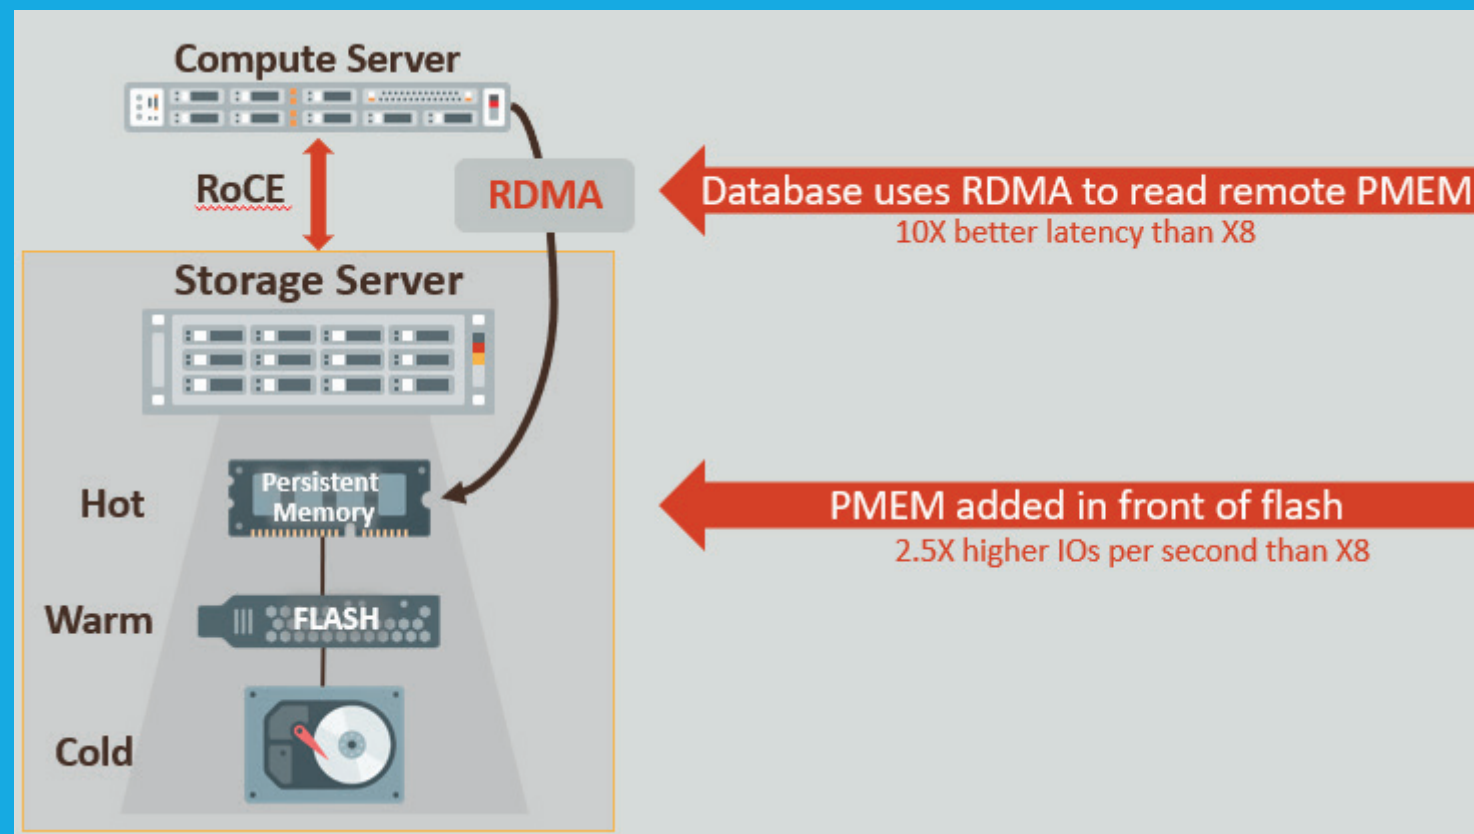 Compute Server
RoCE
RDMA
Database uses RDMA to read remote PMEM
10X better latency than X8
Storage Server
Hot
Persistent
Memory
PMEM added in front of flash
2.5X higher IOs per second than X8
Warm
FLASH
Cold